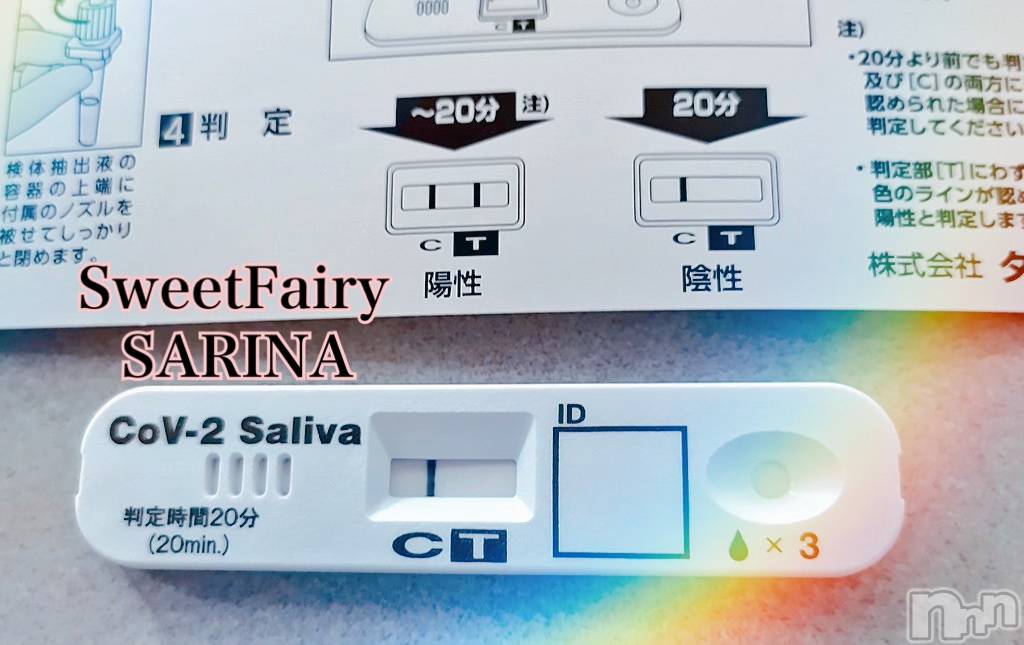 C T
注)
・20分より前でも判
及び[C]の両方に
認められた場合に
判定してください
4 判 定
～20分 注)
20分
検体抽出液の
容器の上端に
付属のノズルを
被せてしっかり
と閉めます。
C T
C T
陽性
陰性
・判定部[T]にわず
色のラインが認め
陽性と判定しま
株式会社 タ
SweetFairy
SARINA
CoV-2 Saliva
判定時間20分
(20min.)
C T
ID
× 3
nnn